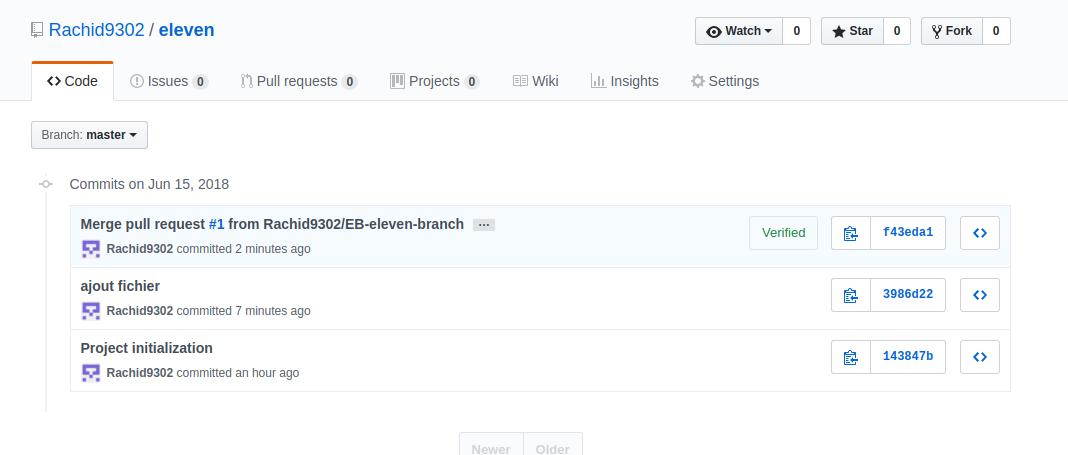 Rachid9302 / eleven
Watch 0 Star 0 Fork 0
Code Issues 0 Pull requests 0 Projects 0 Wiki Insights Settings
Branch: master
Commits on Jun 15, 2018
Merge pull request #1 from Rachid9302/EB-eleven-branch ...
Verified f43eda1
Rachid9302 committed 2 minutes ago
ajout fichier
3986d22
Rachid9302 committed 7 minutes ago
Project initialization
143847b
Rachid9302 committed an hour ago
Newer Older